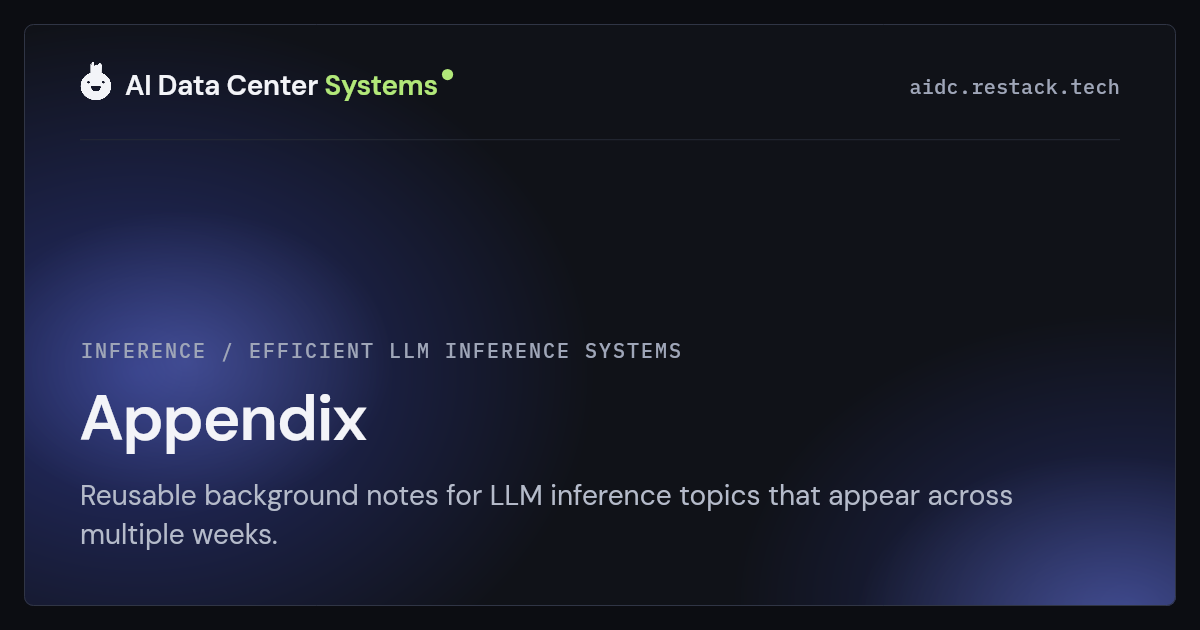 AI Data Center Systems
aidc.restack.tech
INFERENCE / EFFICIENT LLM INFERENCE SYSTEMS
Appendix
Reusable background notes for LLM inference topics that appear across
multiple weeks.